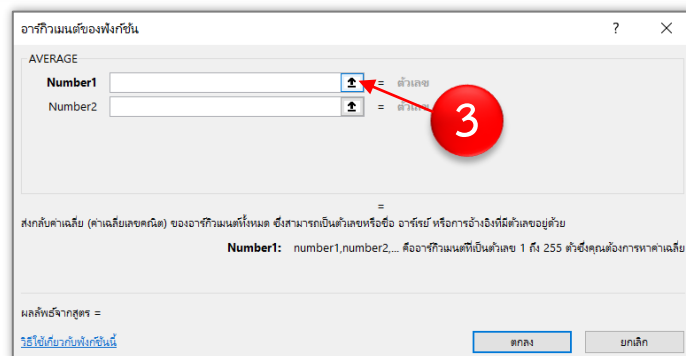 อาร์กิวเมนต์ของฟังก์ชัน ? ×
AVERAGE
Number1 = ตัวเลข
Number2 = ตัวเลข
3
=
ส่งกลับค่าเฉลี่ย (ค่าเฉลี่ยเลขคณิต) ของอาร์กิวเมนต์ทั้งหมด ซึ่งสามารถเป็นตัวเลขหรือชื่อ อาร์เรย์ หรือการอ้างอิงที่มีตัวเลขอยู่ด้วย
Number1: number1,number2,... คืออาร์กิวเมนต์ที่เป็นตัวเลข 1 ถึง 255 ตัวซึ่งคุณต้องการหาค่าเฉลี่ย
ผลลัพธ์จากสูตร =
วิธีใช้เกี่ยวกับฟังก์ชันนี้
ตกลง ยกเลิก